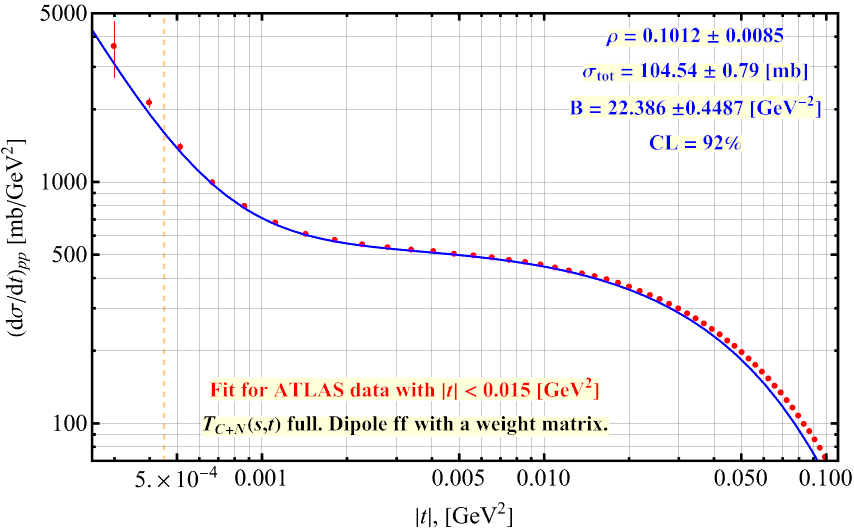 5000
1000
500
100
(dσ/dt)pp [mb/GeV²]
ρ = 0.1012 ± 0.0085
σtot = 104.54 ± 0.79 [mb]
B = 22.386 ±0.4487 [GeV⁻²]
CL = 92%
Fit for ATLAS data with |t| < 0.015 [GeV²]
TC+N(s,t) full. Dipole ff with a weight matrix.
5. × 10⁻⁴ 0.001 0.005 0.010 0.050 0.100
|t|, [GeV²]